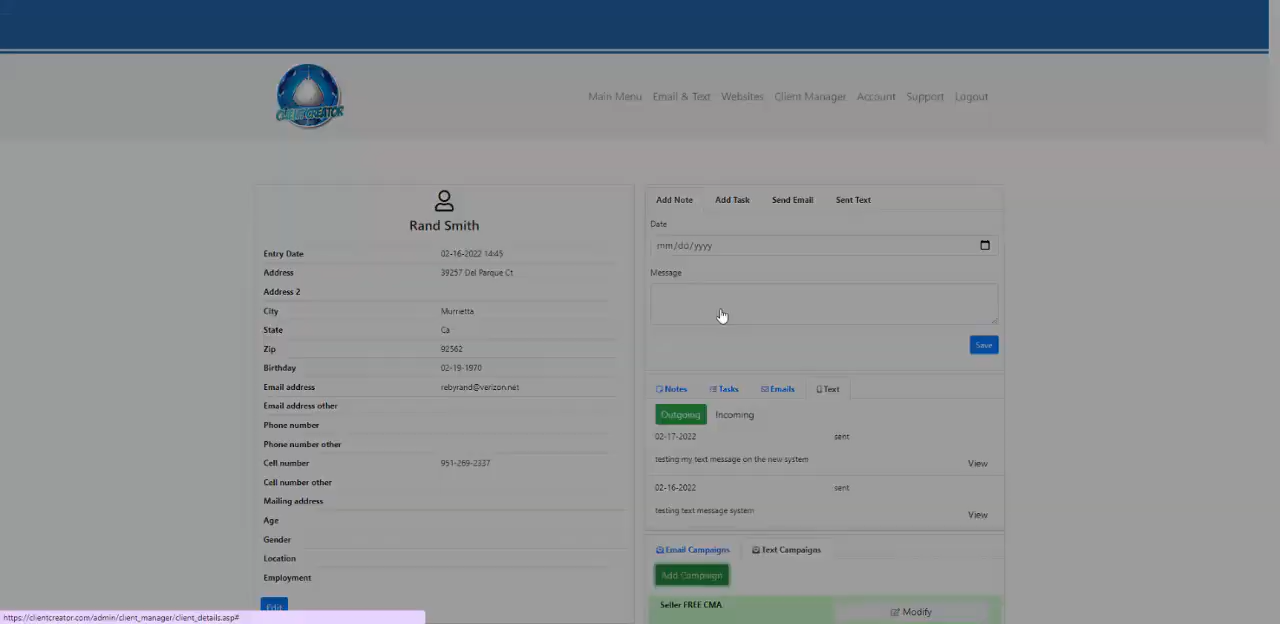 CLIENT CREATOR
Main Menu Email & Text Websites Client Manager Account Support Logout
Rand Smith
Entry Date 02-16-2022 14:45
Address 39257 Del Parque Ct
Address 2
City Murrietta
State Ca
Zip 92562
Birthday 02-19-1970
Email address rebyrand@verizon.net
Email address other
Phone number
Phone number other
Cell number 951-269-2337
Cell number other
Mailing address
Age
Gender
Location
Employment
Edit
Add Note Add Task Send Email Sent Text
Date
mm/dd/yyyy
Message
Save
Notes Tasks Emails Text
Outgoing Incoming
02-17-2022 sent
testing my text message on the new system View
02-16-2022 sent
testing text message system View
Email Campaigns Text Campaigns
Add Campaign
Seller FREE CMA Modify
https://clientcreator.com/admin/client_manager/client_details.asp#